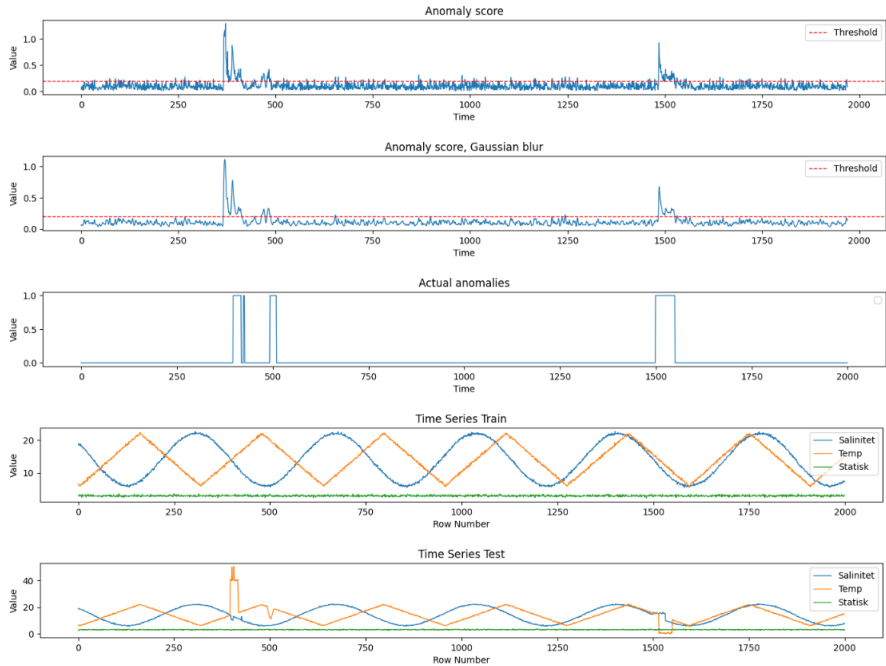 Anomaly score
Value
1.0
0.5
0.0
Threshold
0 250 500 750 1000 1250 1500 1750 2000
Time
Anomaly score, Gaussian blur
Value
1.0
0.5
0.0
Threshold
0 250 500 750 1000 1250 1500 1750 2000
Time
Actual anomalies
Value
1.0
0.5
0.0
0 250 500 750 1000 1250 1500 1750 2000
Time
Time Series Train
Value
20
10
Salinitet
Temp
Statisk
0 250 500 750 1000 1250 1500 1750 2000
Row Number
Time Series Test
Value
40
20
0
Salinitet
Temp
Statisk
0 250 500 750 1000 1250 1500 1750 2000
Row Number